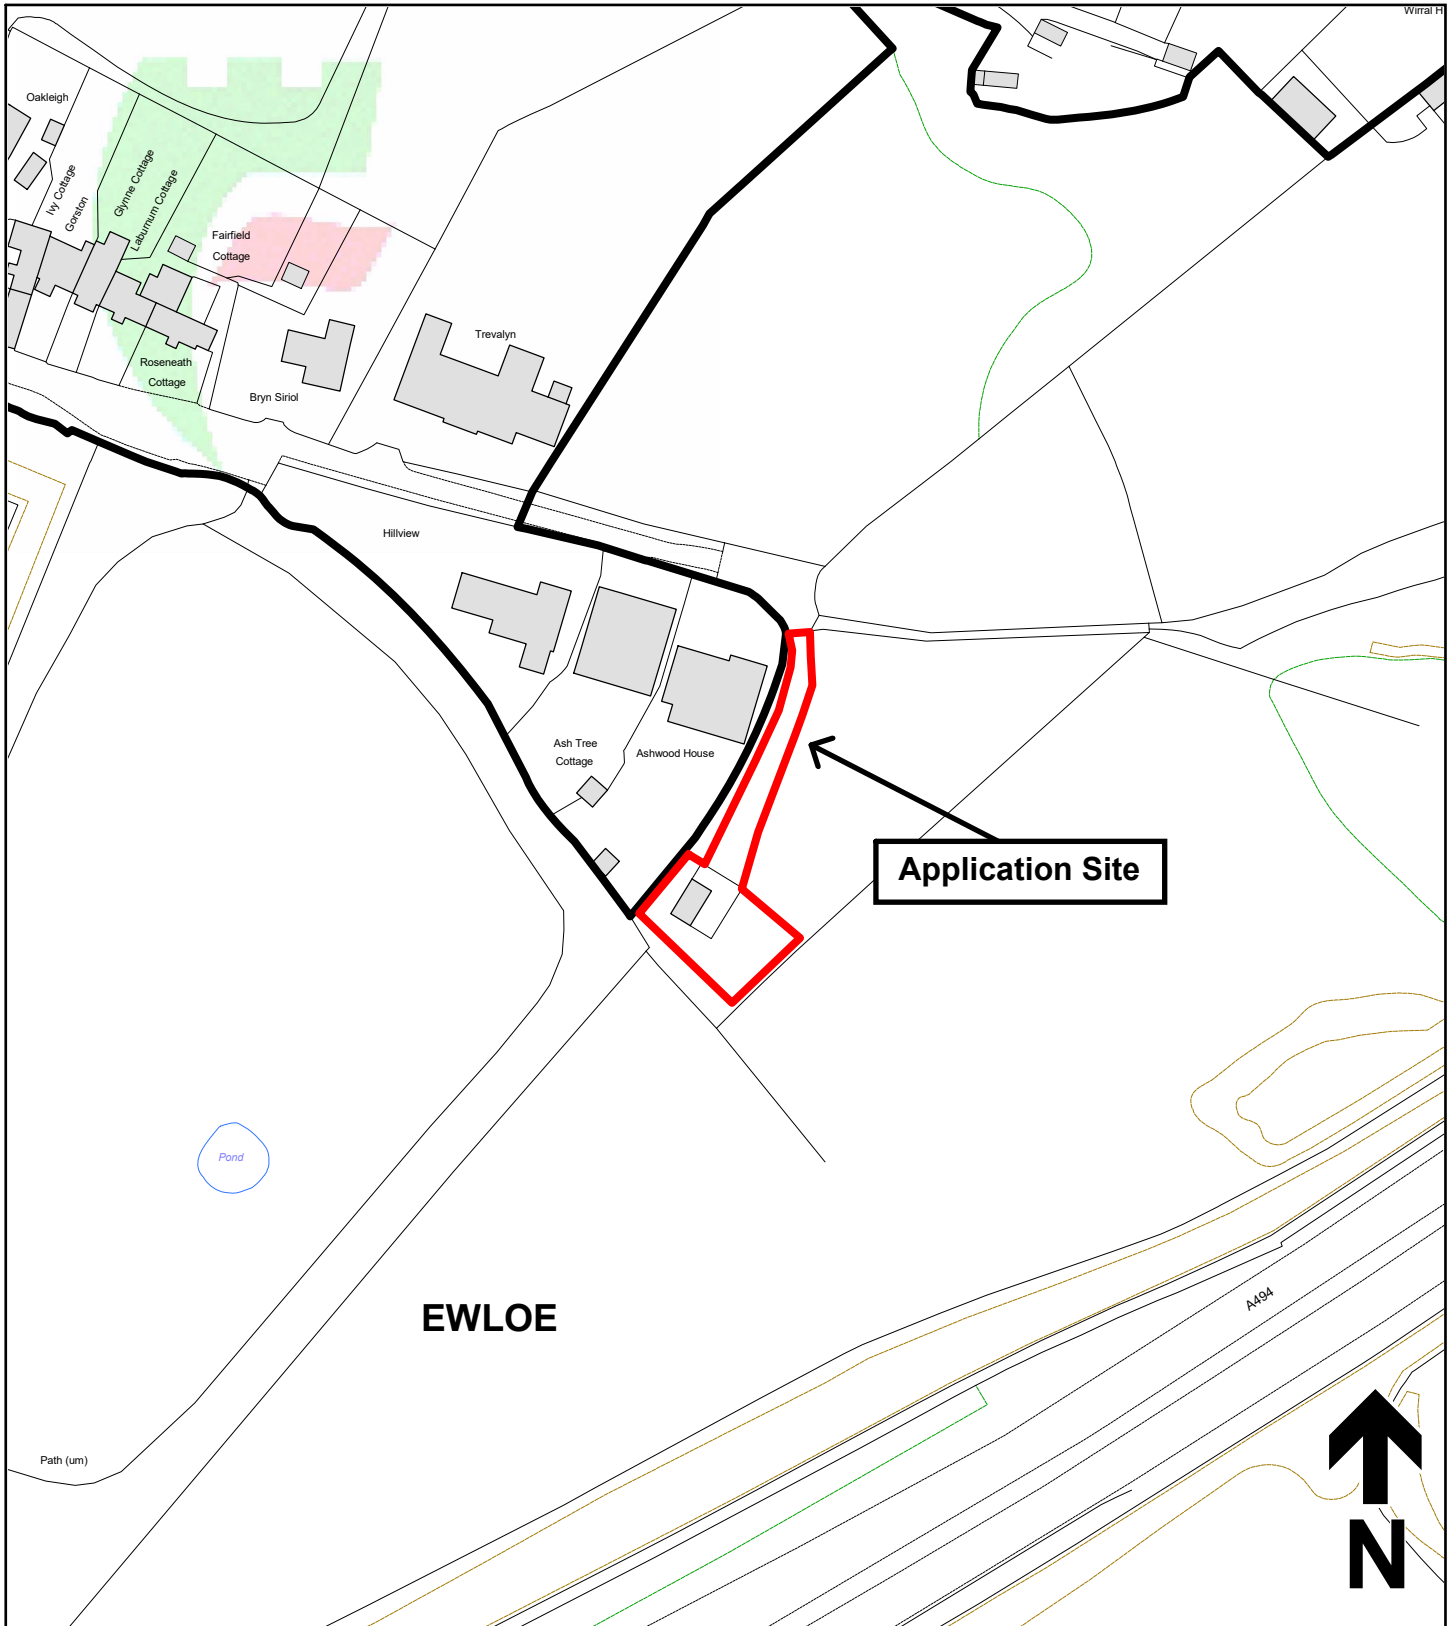 Wirral H
Oakleigh
Ivy Cottage
Gorston
Glynne Cottage
Laburnum Cottage
Fairfield
Cottage
Trevalyn
Roseneath
Cottage
Bryn Siriol
Hillview
Ash Tree
Cottage
Ashwood House
Application Site
Pond
EWLOE
A494
Path (um)
N